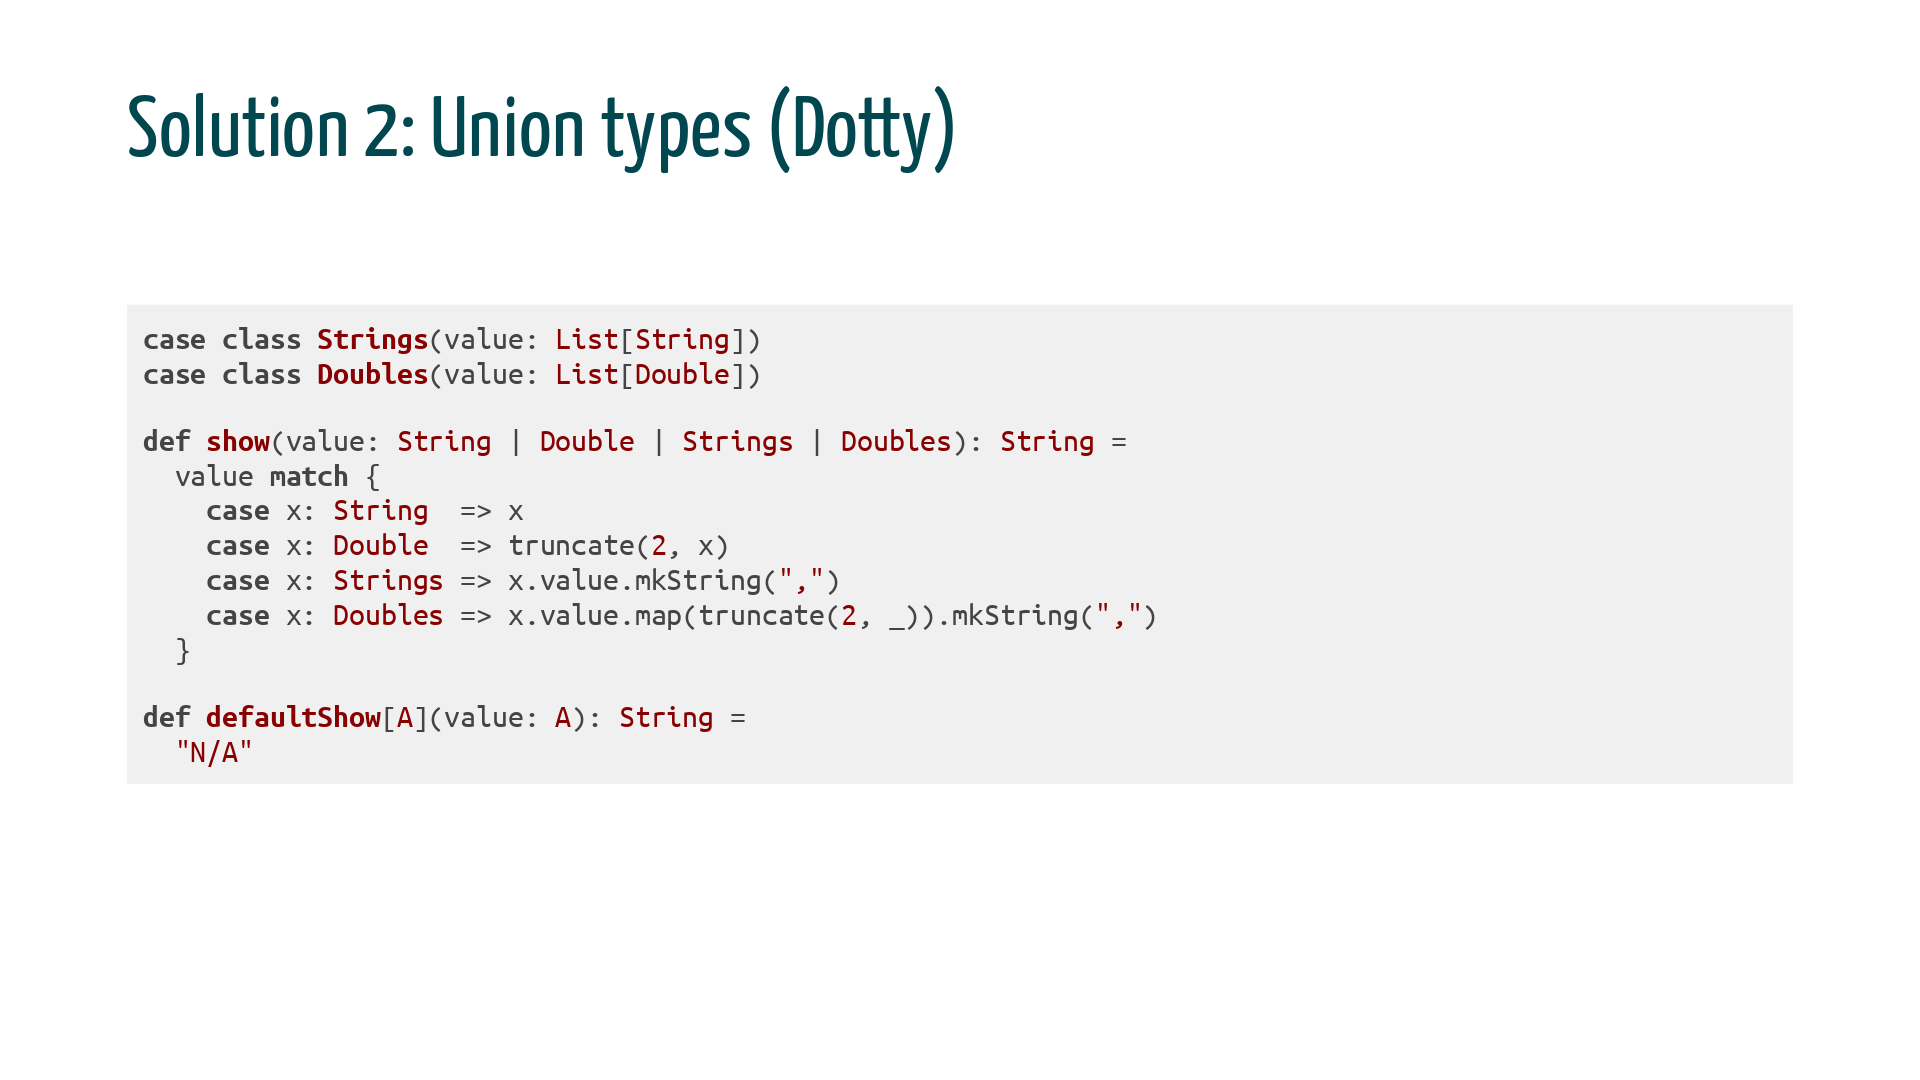 Solution 2: Union types (Dotty)
case class Strings(value: List[String])
case class Doubles(value: List[Double])
def show(value: String | Double | Strings | Doubles): String =
  value match {
    case x: String  => x
    case x: Double  => truncate(2, x)
    case x: Strings => x.value.mkString(",")
    case x: Doubles => x.value.map(truncate(2, _)).mkString(",")
  }
def defaultShow[A](value: A): String =
  "N/A"